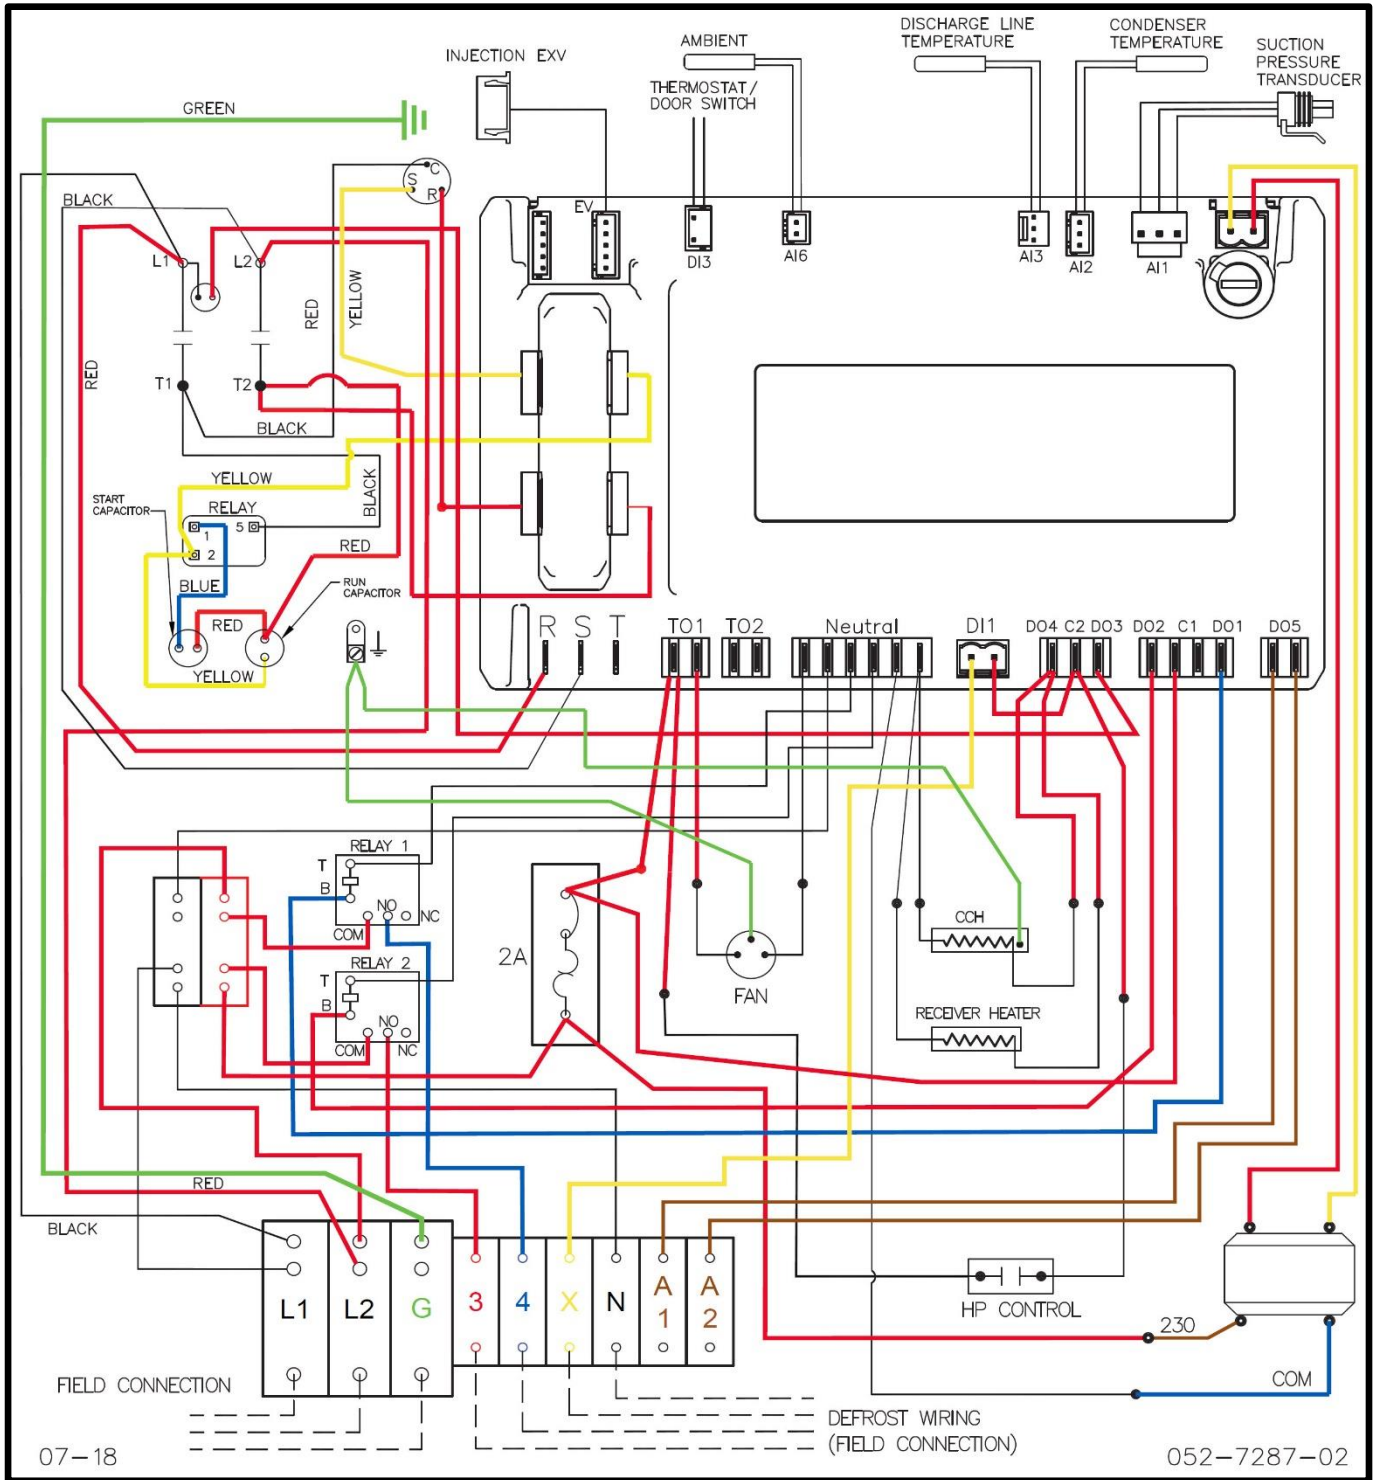 DISCHARGE LINE
TEMPERATURE
CONDENSER
TEMPERATURE
SUCTION
PRESSURE
TRANSDUCER
AMBIENT
INJECTION EXV
THERMOSTAT/
DOOR SWITCH
GREEN
C
S
R
BLACK
EV
DI3
AI6
AI3
AI2
AI1
L1
L2
RED
YELLOW
RED
T1
T2
BLACK
YELLOW
BLACK
START
CAPACITOR
RELAY
1
5
2
RED
BLUE
RUN
CAPACITOR
RED
YELLOW
R S T
TO1
TO2
Neutral
DI1
DO4 C2 DO3
DO2 C1 DO1
DO5
RELAY 1
T
B
NO
NC
COM
2A
CCH
RELAY 2
T
B
NO
NC
COM
FAN
RECEIVER HEATER
RED
BLACK
L1
L2
G
3
4
X
N
A
1
A
2
HP CONTROL
230
COM
FIELD CONNECTION
DEFROST WIRING
(FIELD CONNECTION)
07-18
052-7287-02